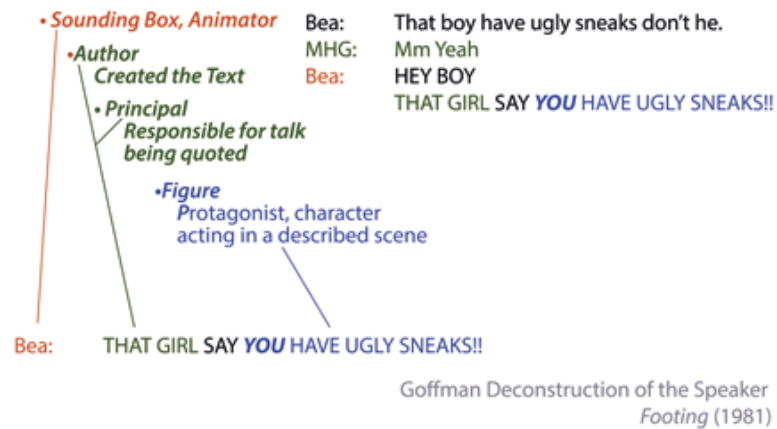 • Sounding Box, Animator
•Author
Created the Text
• Principal
Responsible for talk
being quoted
•Figure
Protagonist, character
acting in a described scene
Bea: That boy have ugly sneaks don't he.
MHG: Mm Yeah
Bea: HEY BOY
THAT GIRL SAY YOU HAVE UGLY SNEAKS!!
Bea: THAT GIRL SAY YOU HAVE UGLY SNEAKS!!
Goffman Deconstruction of the Speaker
Footing (1981)